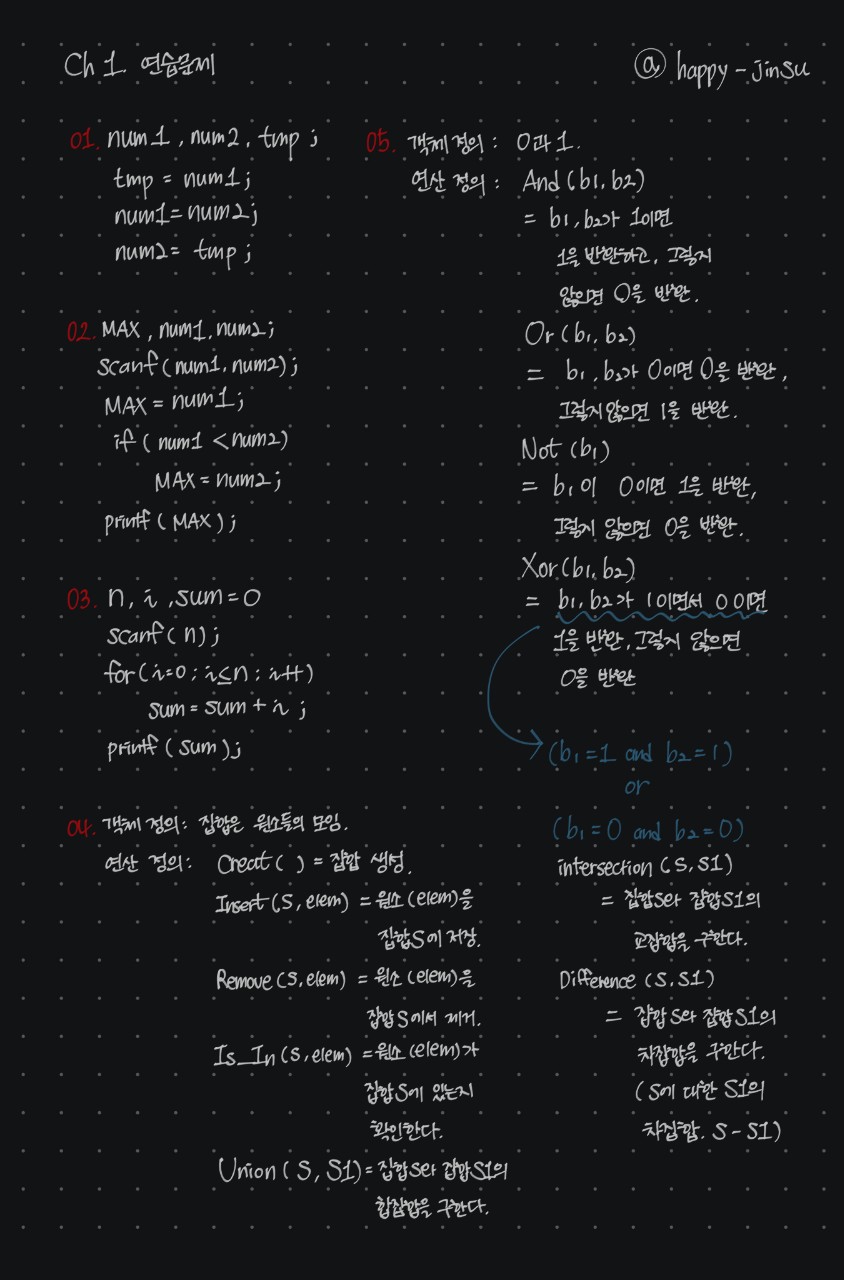 Ch 1. 연습문제
@ happy-jinsu
01. num1, num2, tmp;
tmp = num1;
num1 = num2;
num2 = tmp;
02. MAX, num1, num2;
scanf(num1, num2);
MAX = num1;
if( num1 < num2)
MAX = num2;
printf( MAX );
03. n, i, sum = 0
scanf( n );
for(i=0 ; i≤n ; i++)
sum = sum + i ;
printf( sum );
04. 객체 정의: 집합은 원소들의 모임.
연산 정의: Creat( ) = 집합 생성.
Insert(S, elem) = 원소(elem)을
집합S에 저장.
Remove(S, elem) = 원소(elem)을
집합S에서 제거.
Is_In(S, elem) = 원소(elem)가
집합S에 있는지
확인한다.
Union(S, S1) = 집합S와 집합S1의
합집합을 구한다.
05. 객체 정의: 0과 1.
연산 정의: And(b1, b2)
= b1, b2가 1이면
1을 반환하고, 그렇지
않으면 0을 반환.
Or(b1, b2)
= b1, b2가 0이면 0을 반환,
그렇지않으면 1을 반환.
Not (b1)
= b1이 0이면 1을 반환,
그렇지 않으면 0을 반환.
Xor(b1, b2)
= b1, b2가 1이면서 0이면
1을 반환, 그렇지 않으면
0을 반환
(b1=1 and b2=1)
or
(b1=0 and b2=0)
intersection(S, S1)
= 집합S와 집합S1의
교집합을 구한다.
Difference(S, S1)
= 집합S와 집합S1의
차집합을 구한다.
(S에 대한 S1의
차집합. S-S1)